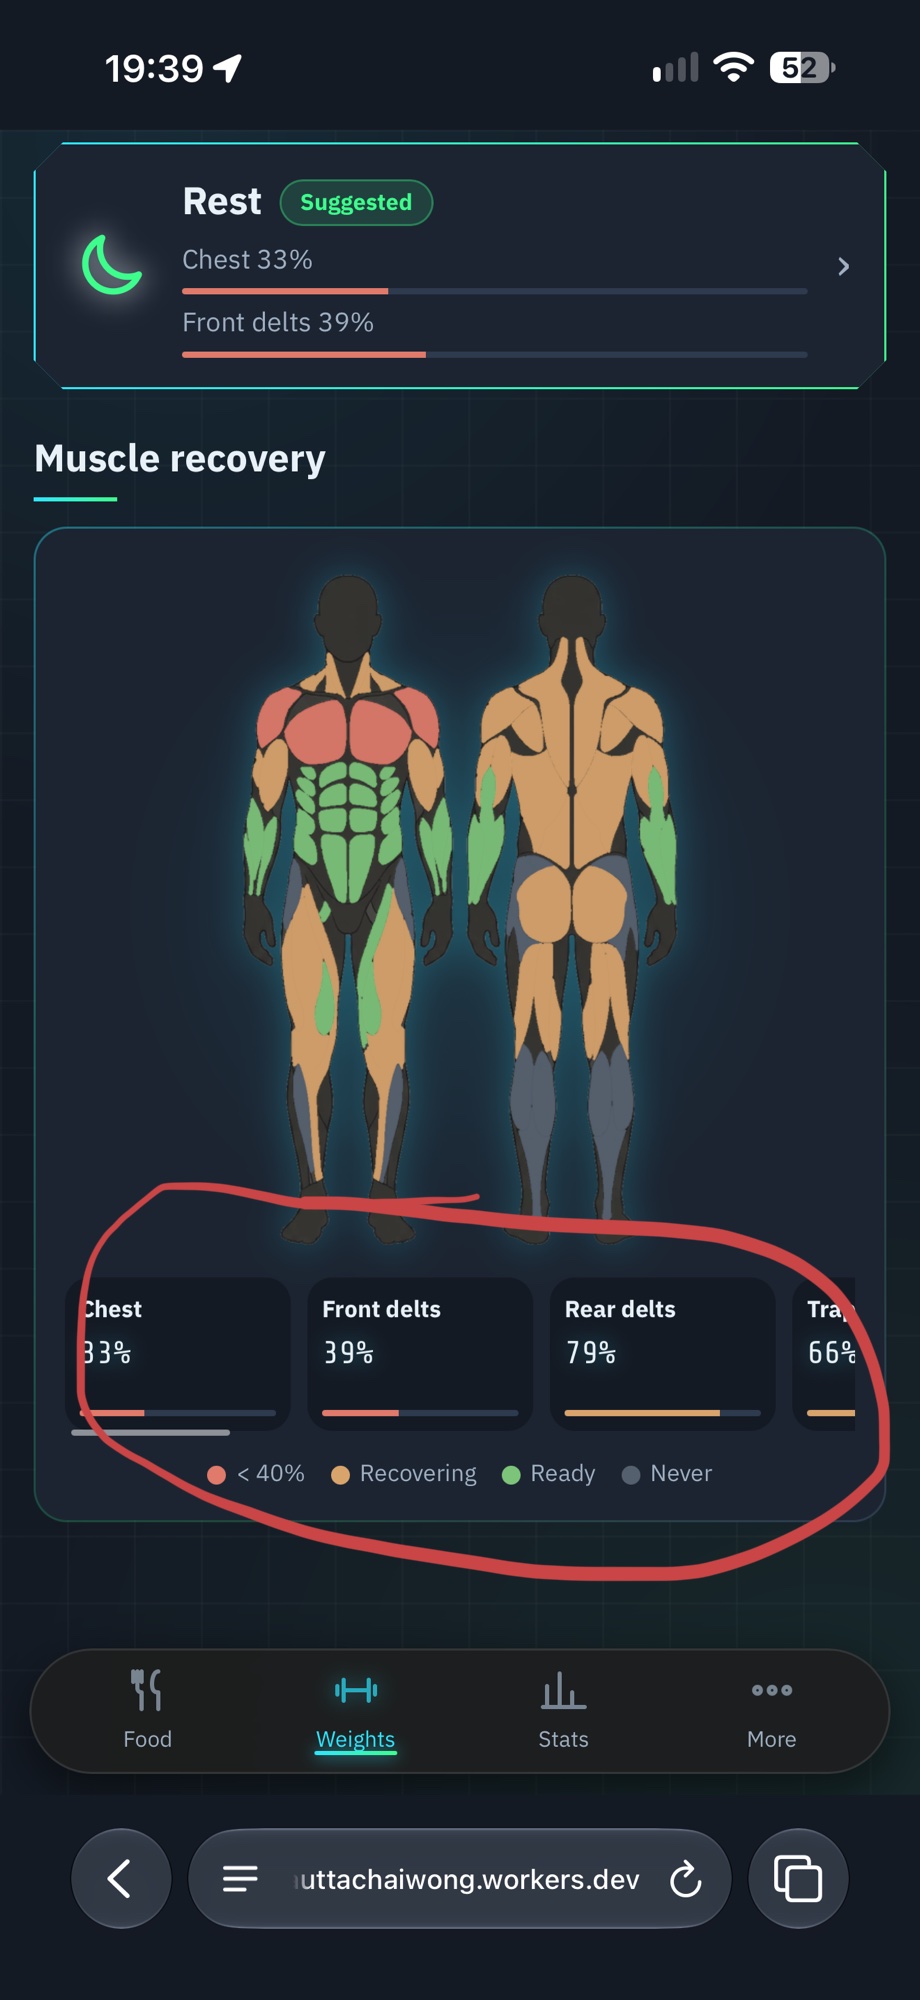 19:39
52
Rest Suggested
Chest 33%
Front delts 39%
Muscle recovery
Chest Front delts Rear delts
33% 39% 79% 66%
< 40% Recovering Ready Never
Food Weights Stats More
uttachaiwong.workers.dev